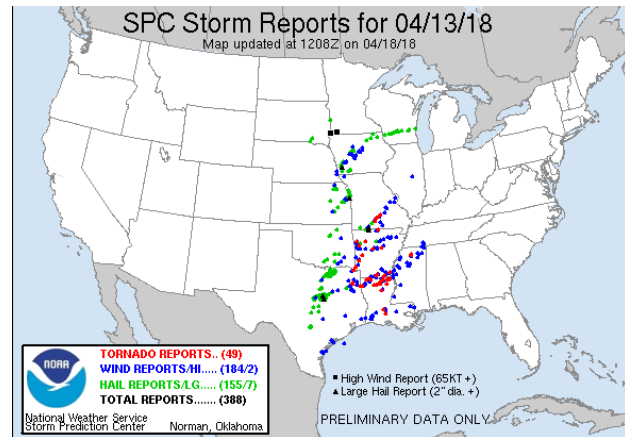 SPC Storm Reports for 04/13/18
Map updated at 1208Z on 04/18/18
NOAA
TORNADO REPORTS.. (49)
WIND REPORTS/HI..... (184/2)
HAIL REPORTS/LG..... (155/7)
TOTAL REPORTS....... (388)
National Weather Service
Storm Prediction Center Norman, Oklahoma
High Wind Report (65KT +)
Large Hail Report (2" dia. +)
PRELIMINARY DATA ONLY